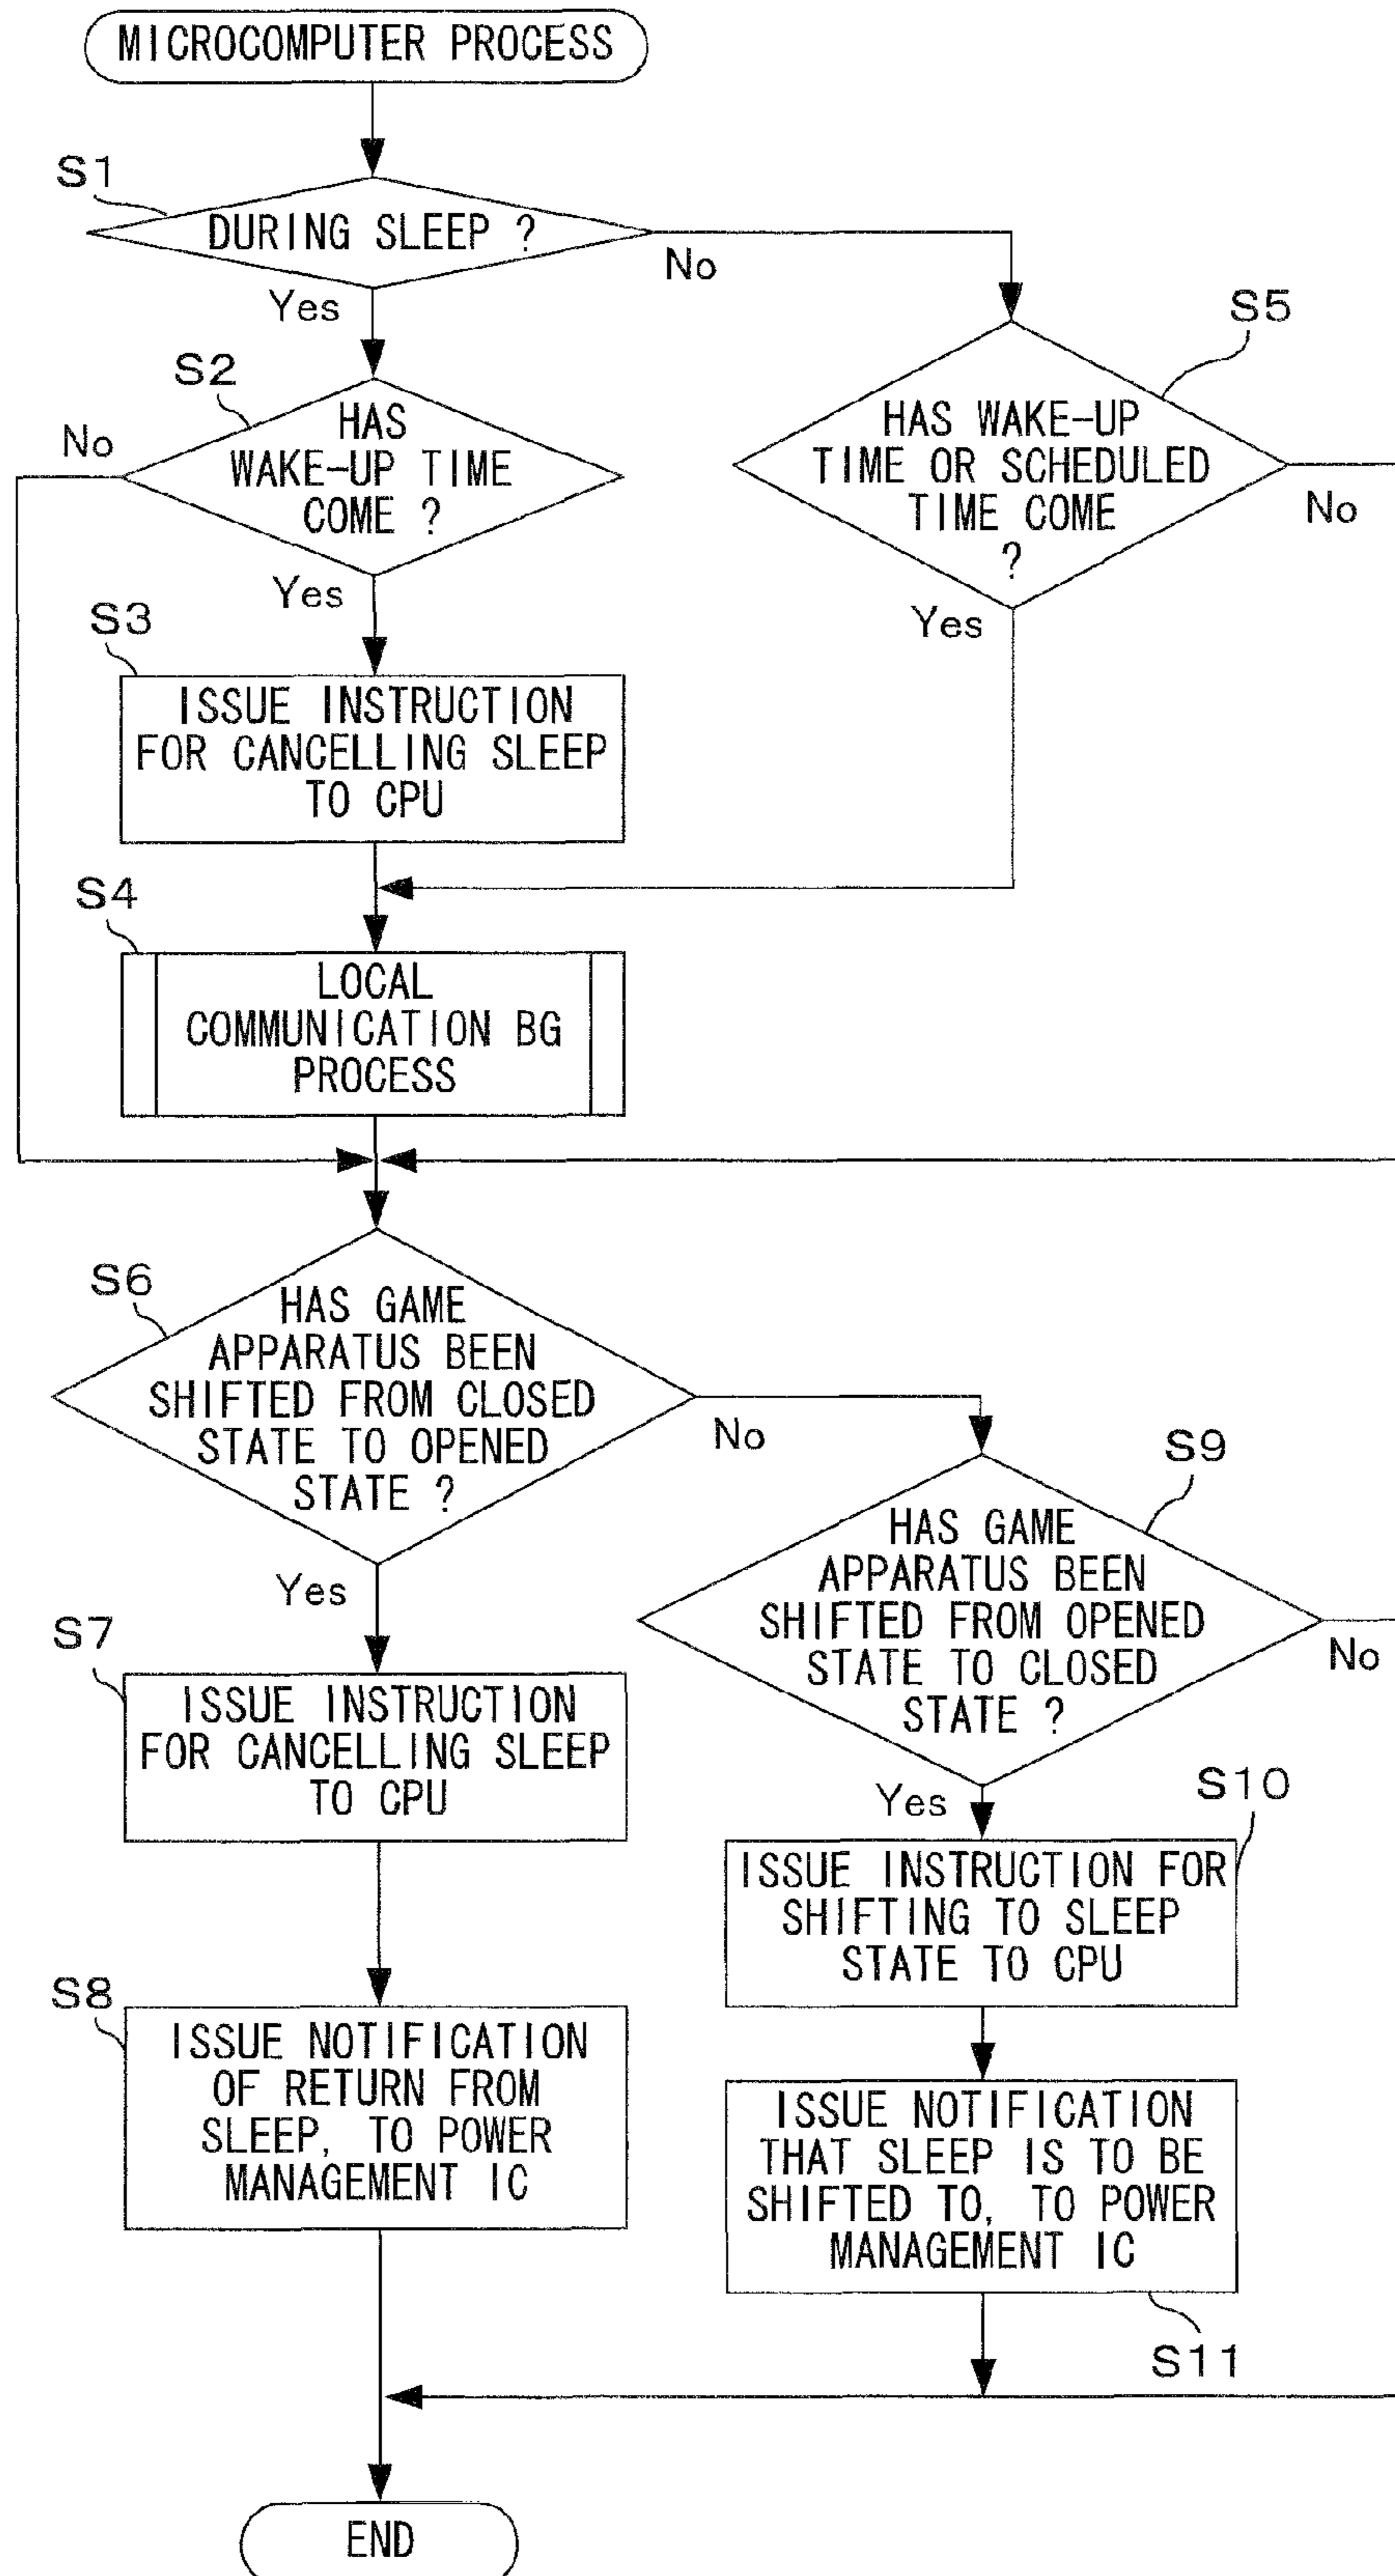 MICROCOMPUTER PROCESS
S1
DURING SLEEP ?
No
Yes
S5
S2
HAS
WAKE-UP TIME
COME ?
No
HAS WAKE-UP
TIME OR SCHEDULED
TIME COME
?
No
Yes
Yes
S3
ISSUE INSTRUCTION
FOR CANCELLING SLEEP
TO CPU
S4
LOCAL
COMMUNICATION BG
PROCESS
S6
HAS GAME
APPARATUS BEEN
SHIFTED FROM CLOSED
STATE TO OPENED
STATE ?
No
Yes
S9
HAS GAME
APPARATUS BEEN
SHIFTED FROM OPENED
STATE TO CLOSED
STATE ?
No
Yes
S7
ISSUE INSTRUCTION
FOR CANCELLING SLEEP
TO CPU
S10
ISSUE INSTRUCTION FOR
SHIFTING TO SLEEP
STATE TO CPU
S8
ISSUE NOTIFICATION
OF RETURN FROM
SLEEP, TO POWER
MANAGEMENT IC
ISSUE NOTIFICATION
THAT SLEEP IS TO BE
SHIFTED TO, TO POWER
MANAGEMENT IC
S11
END